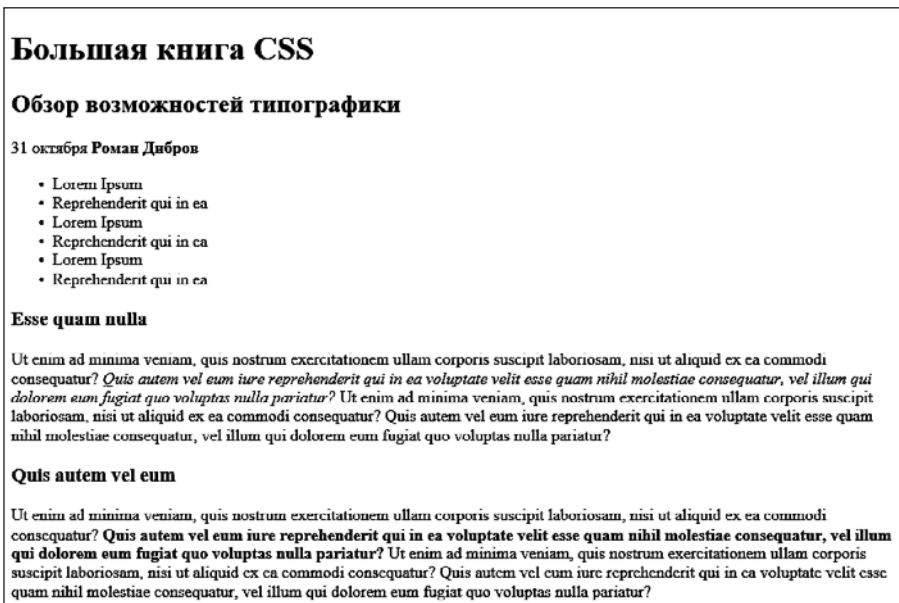 Большая книга CSS
Обзор возможностей типографики
31 октября Роман Дибров
• Lorem Ipsum
• Reprehenderit qui in ea
• Lorem Ipsum
• Reprehenderit qui in ea
• Lorem Ipsum
• Reprehenderit qui in ea
Esse quam nulla
Ut enim ad minima veniam, quis nostrum exercitationem ullam corporis suscipit laboriosam, nisi ut aliquid ex ea commodi
consequatur? Quis autem vel eum iure reprehenderit qui in ea voluptate velit esse quam nihil molestiae consequatur, vel illum qui
dolorem eum fugiat quo voluptas nulla pariatur? Ut enim ad minima veniam, quis nostrum exercitationem ullam corporis suscipit
laboriosam, nisi ut aliquid ex ea commodi consequatur? Quis autem vel eum iure reprehenderit qui in ea voluptate velit esse quam
nihil molestiae consequatur, vel illum qui dolorem eum fugiat quo voluptas nulla pariatur?
Quis autem vel eum
Ut enim ad minima veniam, quis nostrum exercitationem ullam corporis suscipit laboriosam, nisi ut aliquid ex ea commodi
consequatur? Quis autem vel eum iure reprehenderit qui in ea voluptate velit esse quam nihil molestiae consequatur, vel illum
qui dolorem eum fugiat quo voluptas nulla pariatur? Ut enim ad minima veniam, quis nostrum exercitationem ullam corporis
suscipit laboriosam, nisi ut aliquid ex ea commodi consequatur? Quis autem vel eum iure reprehenderit qui in ea voluptate velit esse
quam nihil molestiae consequatur, vel illum qui dolorem eum fugiat quo voluptas nulla pariatur?